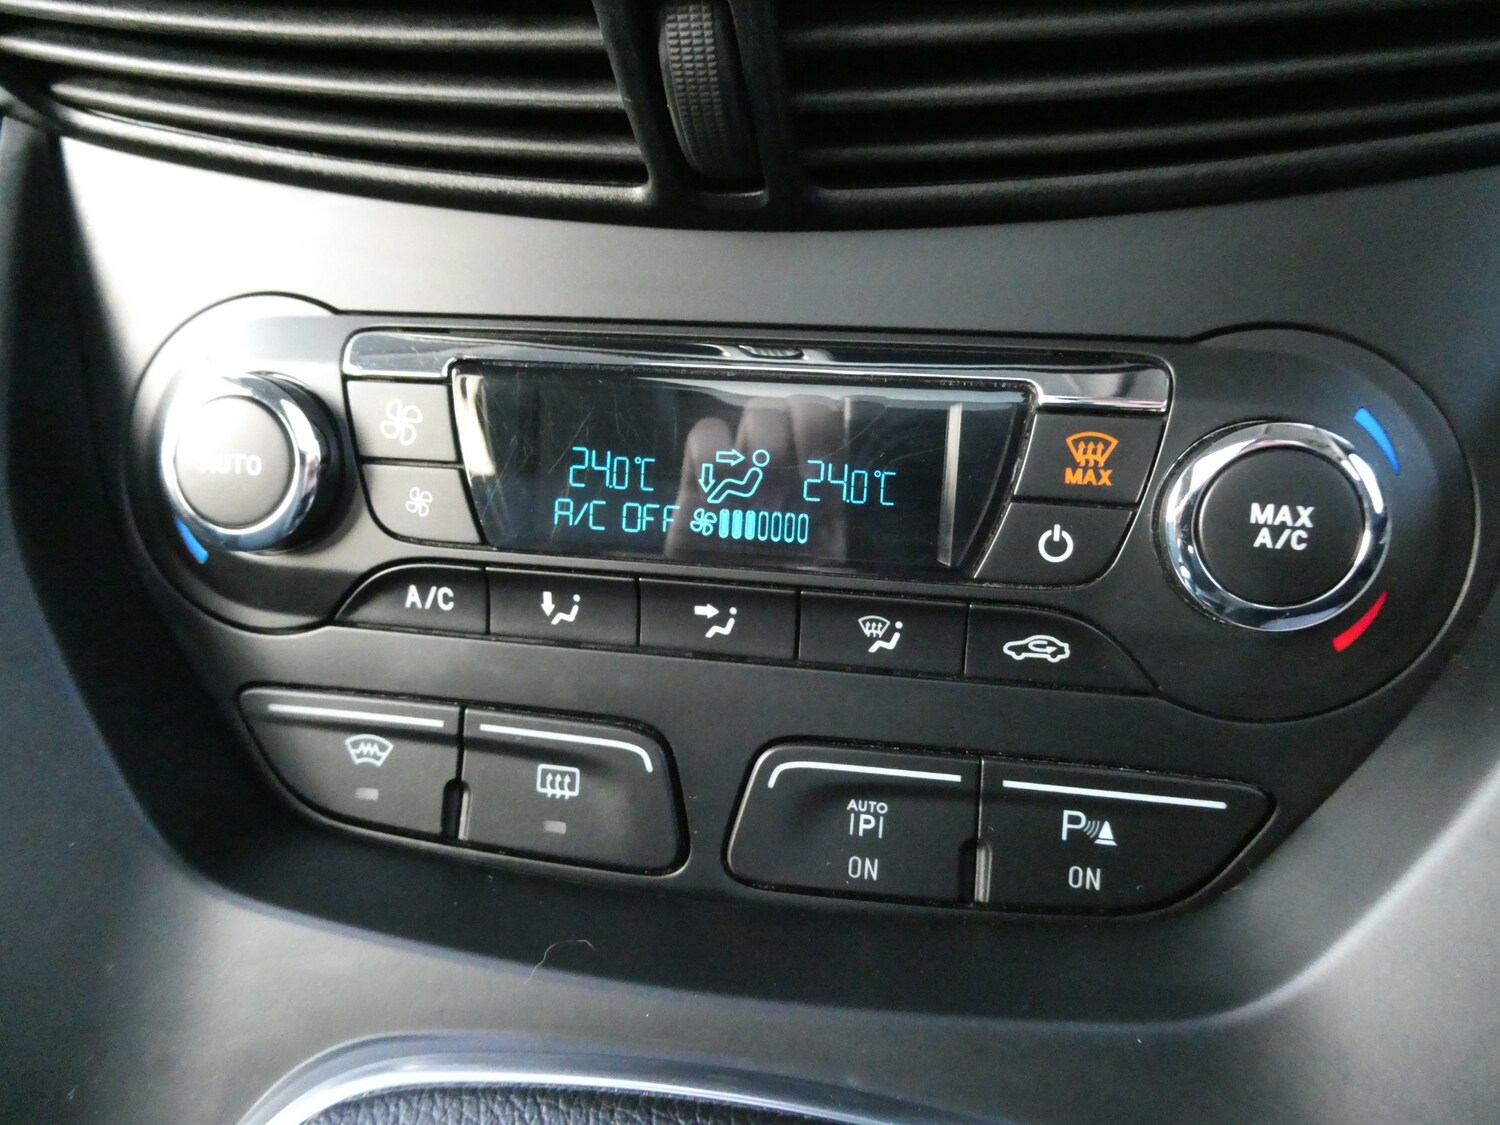 AUTO
24.0°C 24.0°C
A/C OFF
MAX
MAX
A/C
A/C
AUTO
P
ON
P
ON